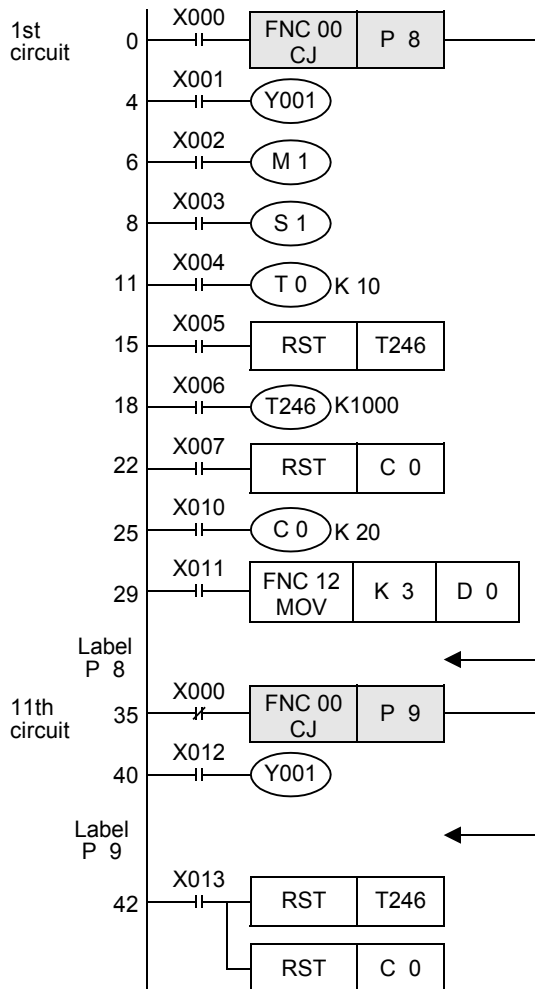 1st
circuit
0 X000 FNC 00 CJ P 8
4 X001 Y001
6 X002 M 1
8 X003 S 1
11 X004 T 0 K 10
15 X005 RST T246
18 X006 T246 K1000
22 X007 RST C 0
25 X010 C 0 K 20
29 X011 FNC 12 MOV K 3 D 0
Label
P 8
11th
circuit
35 X000 FNC 00 CJ P 9
40 X012 Y001
Label
P 9
42 X013 RST T246
RST C 0